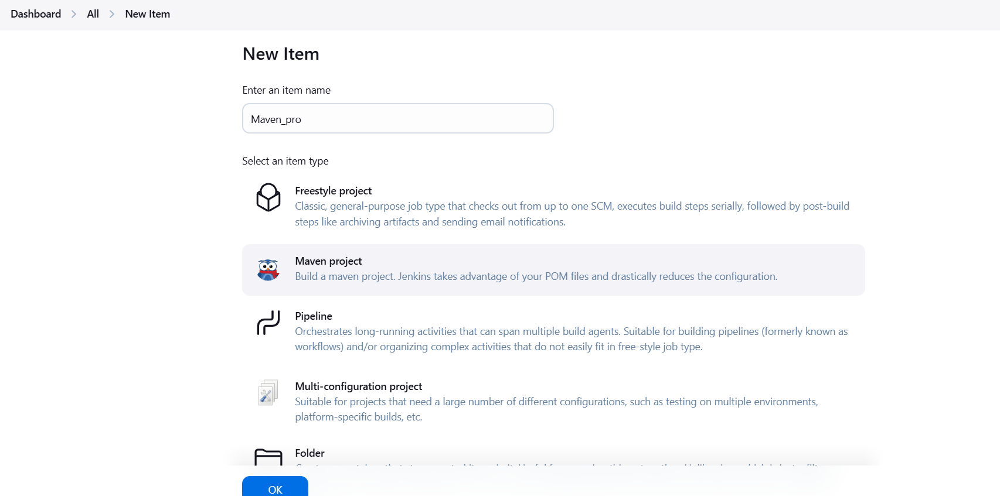 Dashboard > All > New Item
New Item
Enter an item name
Maven_pro
Select an item type
Freestyle project
Classic, general-purpose job type that checks out from up to one SCM, executes build steps serially, followed by post-build
steps like archiving artifacts and sending email notifications.
Maven project
Build a maven project. Jenkins takes advantage of your POM files and drastically reduces the configuration.
Pipeline
Orchestrates long-running activities that can span multiple build agents. Suitable for building pipelines (formerly known as
workflows) and/or organizing complex activities that do not easily fit in free-style job type.
Multi-configuration project
Suitable for projects that need a large number of different configurations, such as testing on multiple environments,
platform-specific builds, etc.
Folder
OK